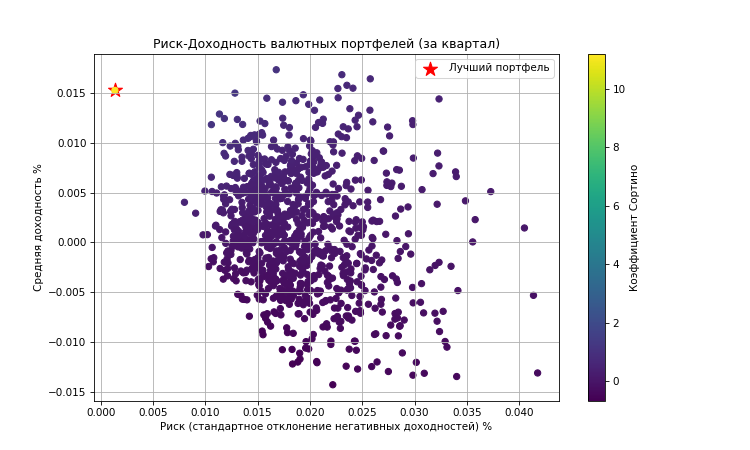 Риск-Доходность валютных портфелей (за квартал)
Лучший портфель
Средняя доходность %
0.015
0.010
0.005
0.000
−0.005
−0.010
−0.015
0.000 0.005 0.010 0.015 0.020 0.025 0.030 0.035 0.040
Риск (стандартное отклонение негативных доходностей) %
10
8
6
4
2
0
Коэффициент Сортино